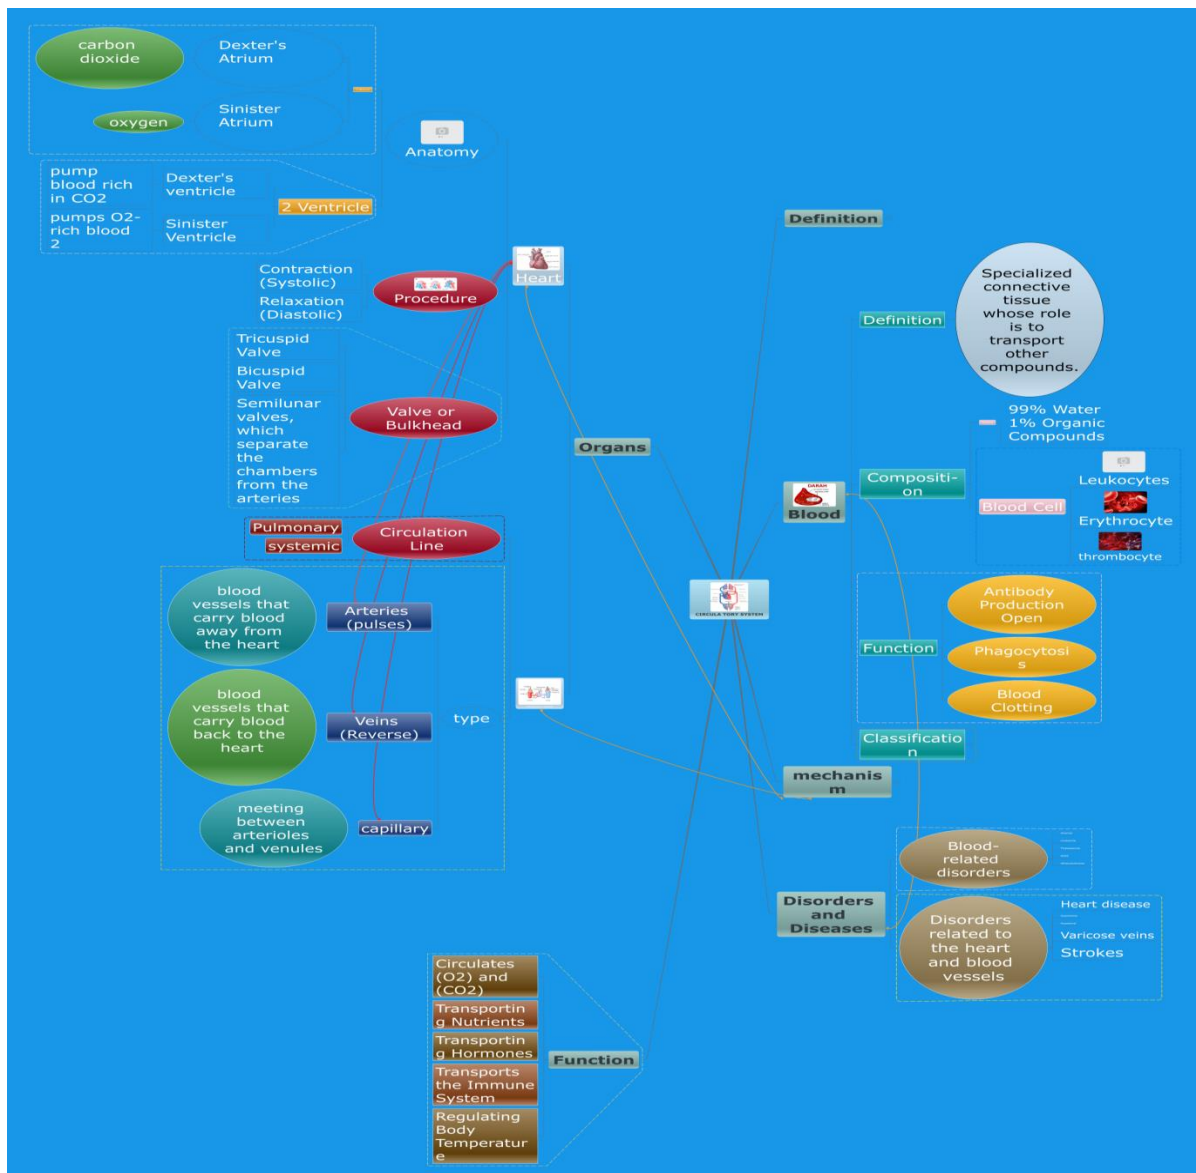 carbon
dioxide
Dexter's
Atrium
oxygen
Sinister
Atrium
Anatomy
pump
blood rich
in CO2
Dexter's
ventricle
pumps O2-
rich blood
2
Sinister
Ventricle
2 Ventricle
Heart
Contraction
(Systolic)
Relaxation
(Diastolic)
Procedure
Tricuspid
Valve
Bicuspid
Valve
Semilunar
valves,
which
separate
the
chambers
from the
arteries
Valve or
Bulkhead
Pulmonary
systemic
Circulation
Line
Organs
blood
vessels that
carry blood
away from
the heart
Arteries
(pulses)
blood
vessels that
carry blood
back to the
heart
Veins
(Reverse)
meeting
between
arterioles
and venules
capillary
type
CIRCULA TORY SYSTEM
Definition
Definition
Specialized
connective
tissue
whose role
is to
transport
other
compounds.
DARAH
Blood
Compositi-
on
99% Water
1% Organic
Compounds
Blood Cell
Leukocytes
Erythrocyte
thrombocyte
Function
Antibody
Production
Open
Phagocytosi
s
Blood
Clotting
Classificatio
n
mechanis
m
Disorders
and
Diseases
Blood-
related
disorders
Disorders
related to
the heart
and blood
vessels
Heart disease
Varicose veins
Strokes
Function
Circulates
(O2) and
(CO2)
Transportin
g Nutrients
Transportin
g Hormones
Transports
the Immune
System
Regulating
Body
Temperatur
e